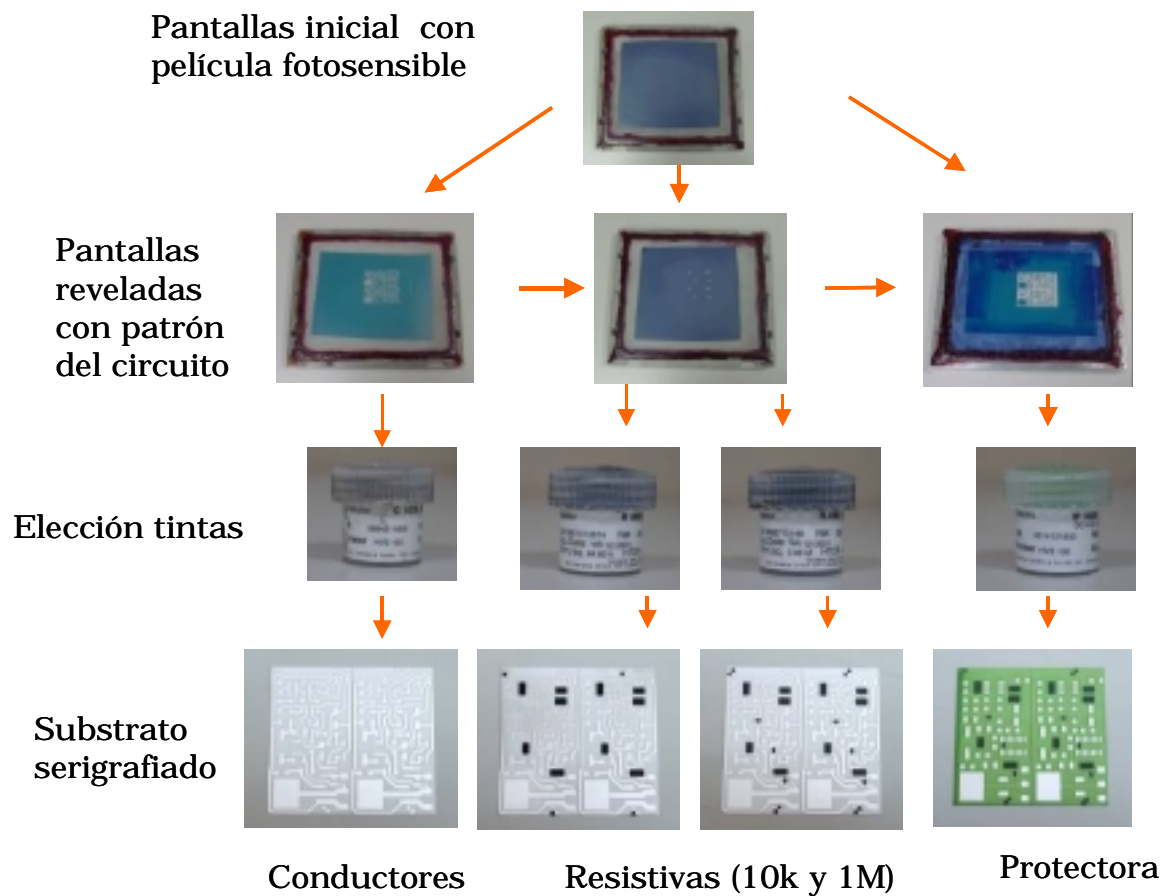 Pantallas inicial con
película fotosensible
Pantallas
reveladas
con patrón
del circuito
Elección tintas
Substrato
serigrafiado
Conductores
Resistivas (10k y 1M)
Protectora